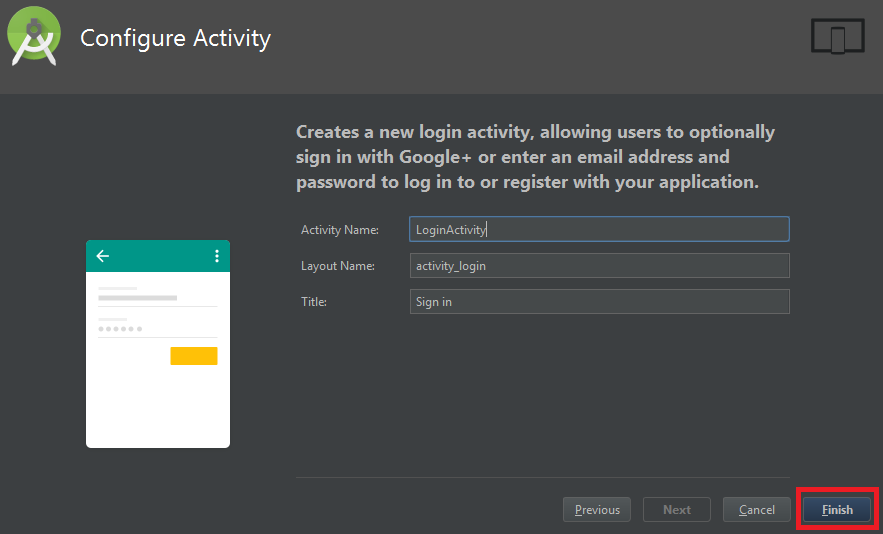 Configure Activity
Creates a new login activity, allowing users to optionally
sign in with Google+ or enter an email address and
password to log in to or register with your application.
Activity Name: LoginActivity
Layout Name: activity_login
Title: Sign in
Previous Next Cancel Finish